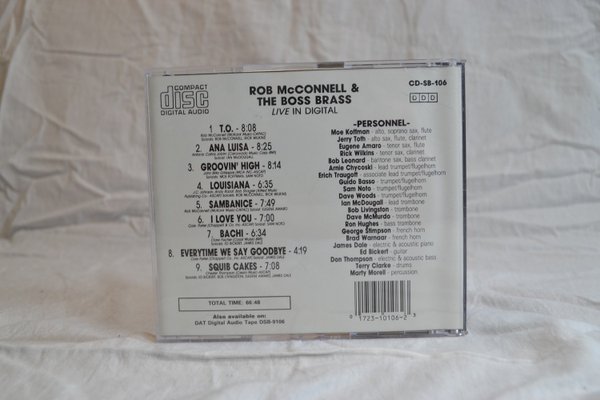 COMPACT
disc
DIGITAL AUDIO
ROB McCONNELL &
THE BOSS BRASS
LIVE IN DIGITAL
CD-SB-106
DDD
1. T.O. - 8:08
2. ANA LUISA - 8:25
3. GROOVIN' HIGH - 8:14
4. LOUISIANA - 6:35
5. SAMBANICE - 7:49
6. I LOVE YOU - 7:00
7. BACHI - 6:34
8. EVERYTIME WE SAY GOODBYE - 4:19
9. SQUIB CAKES - 7:08
TOTAL TIME: 66:48
Also available on:
DAT Digital Audio Tape DSB-9106
-PERSONNEL-
Moe Koffman - alto, soprano sax, flute
Jerry Toth - alto sax, flute, clarinet
Eugene Amaro - tenor sax, flute
Rick Wilkins - tenor sax, clarinet
Bob Leonard - baritone sax, bass clarinet
Arnie Chycoski - lead trumpet/flugelhorn
Erich Traugott - associate lead trumpet/flugelhorn
Guido Basso - trumpet/flugelhorn
Sam Noto - trumpet/flugelhorn
Dave Woods - trumpet/flugelhorn
Ian McDougall - lead trombone
Bob Livingston - trombone
Dave McMurdo - trombone
Ron Hughes - bass trombone
George Stimpson - french horn
Brad Warnaar - french horn
James Dale - electric & acoustic piano
Ed Bickert - guitar
Don Thompson - electric & acoustic bass
Terry Clarke - drums
Marty Morell - percussion
0 1723-10106-2 3